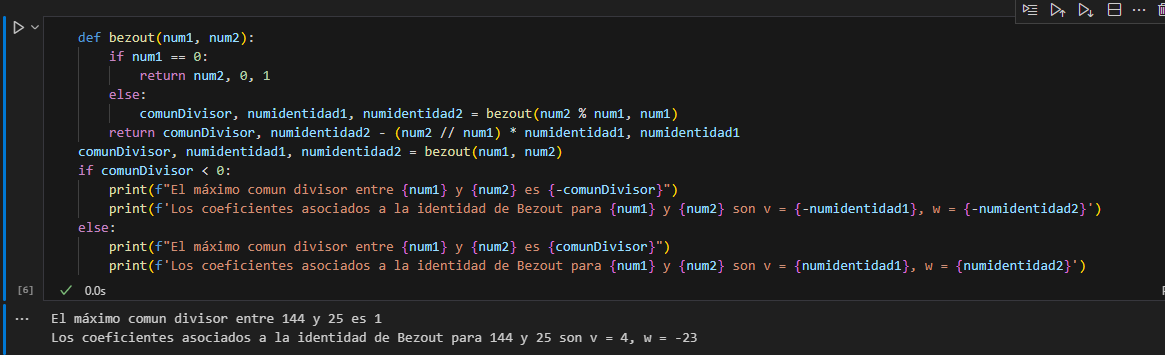 def bezout(num1, num2):
    if num1 == 0:
        return num2, 0, 1
    else:
        comunDivisor, numidentidad1, numidentidad2 = bezout(num2 % num1, num1)
    return comunDivisor, numidentidad2 - (num2 // num1) * numidentidad1, numidentidad1
comunDivisor, numidentidad1, numidentidad2 = bezout(num1, num2)
if comunDivisor < 0:
    print(f"El máximo comun divisor entre {num1} y {num2} es {-comunDivisor}")
    print(f'Los coeficientes asociados a la identidad de Bezout para {num1} y {num2} son v = {-numidentidad1}, w = {-numidentidad2}')
else:
    print(f"El máximo comun divisor entre {num1} y {num2} es {comunDivisor}")
    print(f'Los coeficientes asociados a la identidad de Bezout para {num1} y {num2} son v = {numidentidad1}, w = {numidentidad2}')
[6] 0.0s
El máximo comun divisor entre 144 y 25 es 1
Los coeficientes asociados a la identidad de Bezout para 144 y 25 son v = 4, w = -23